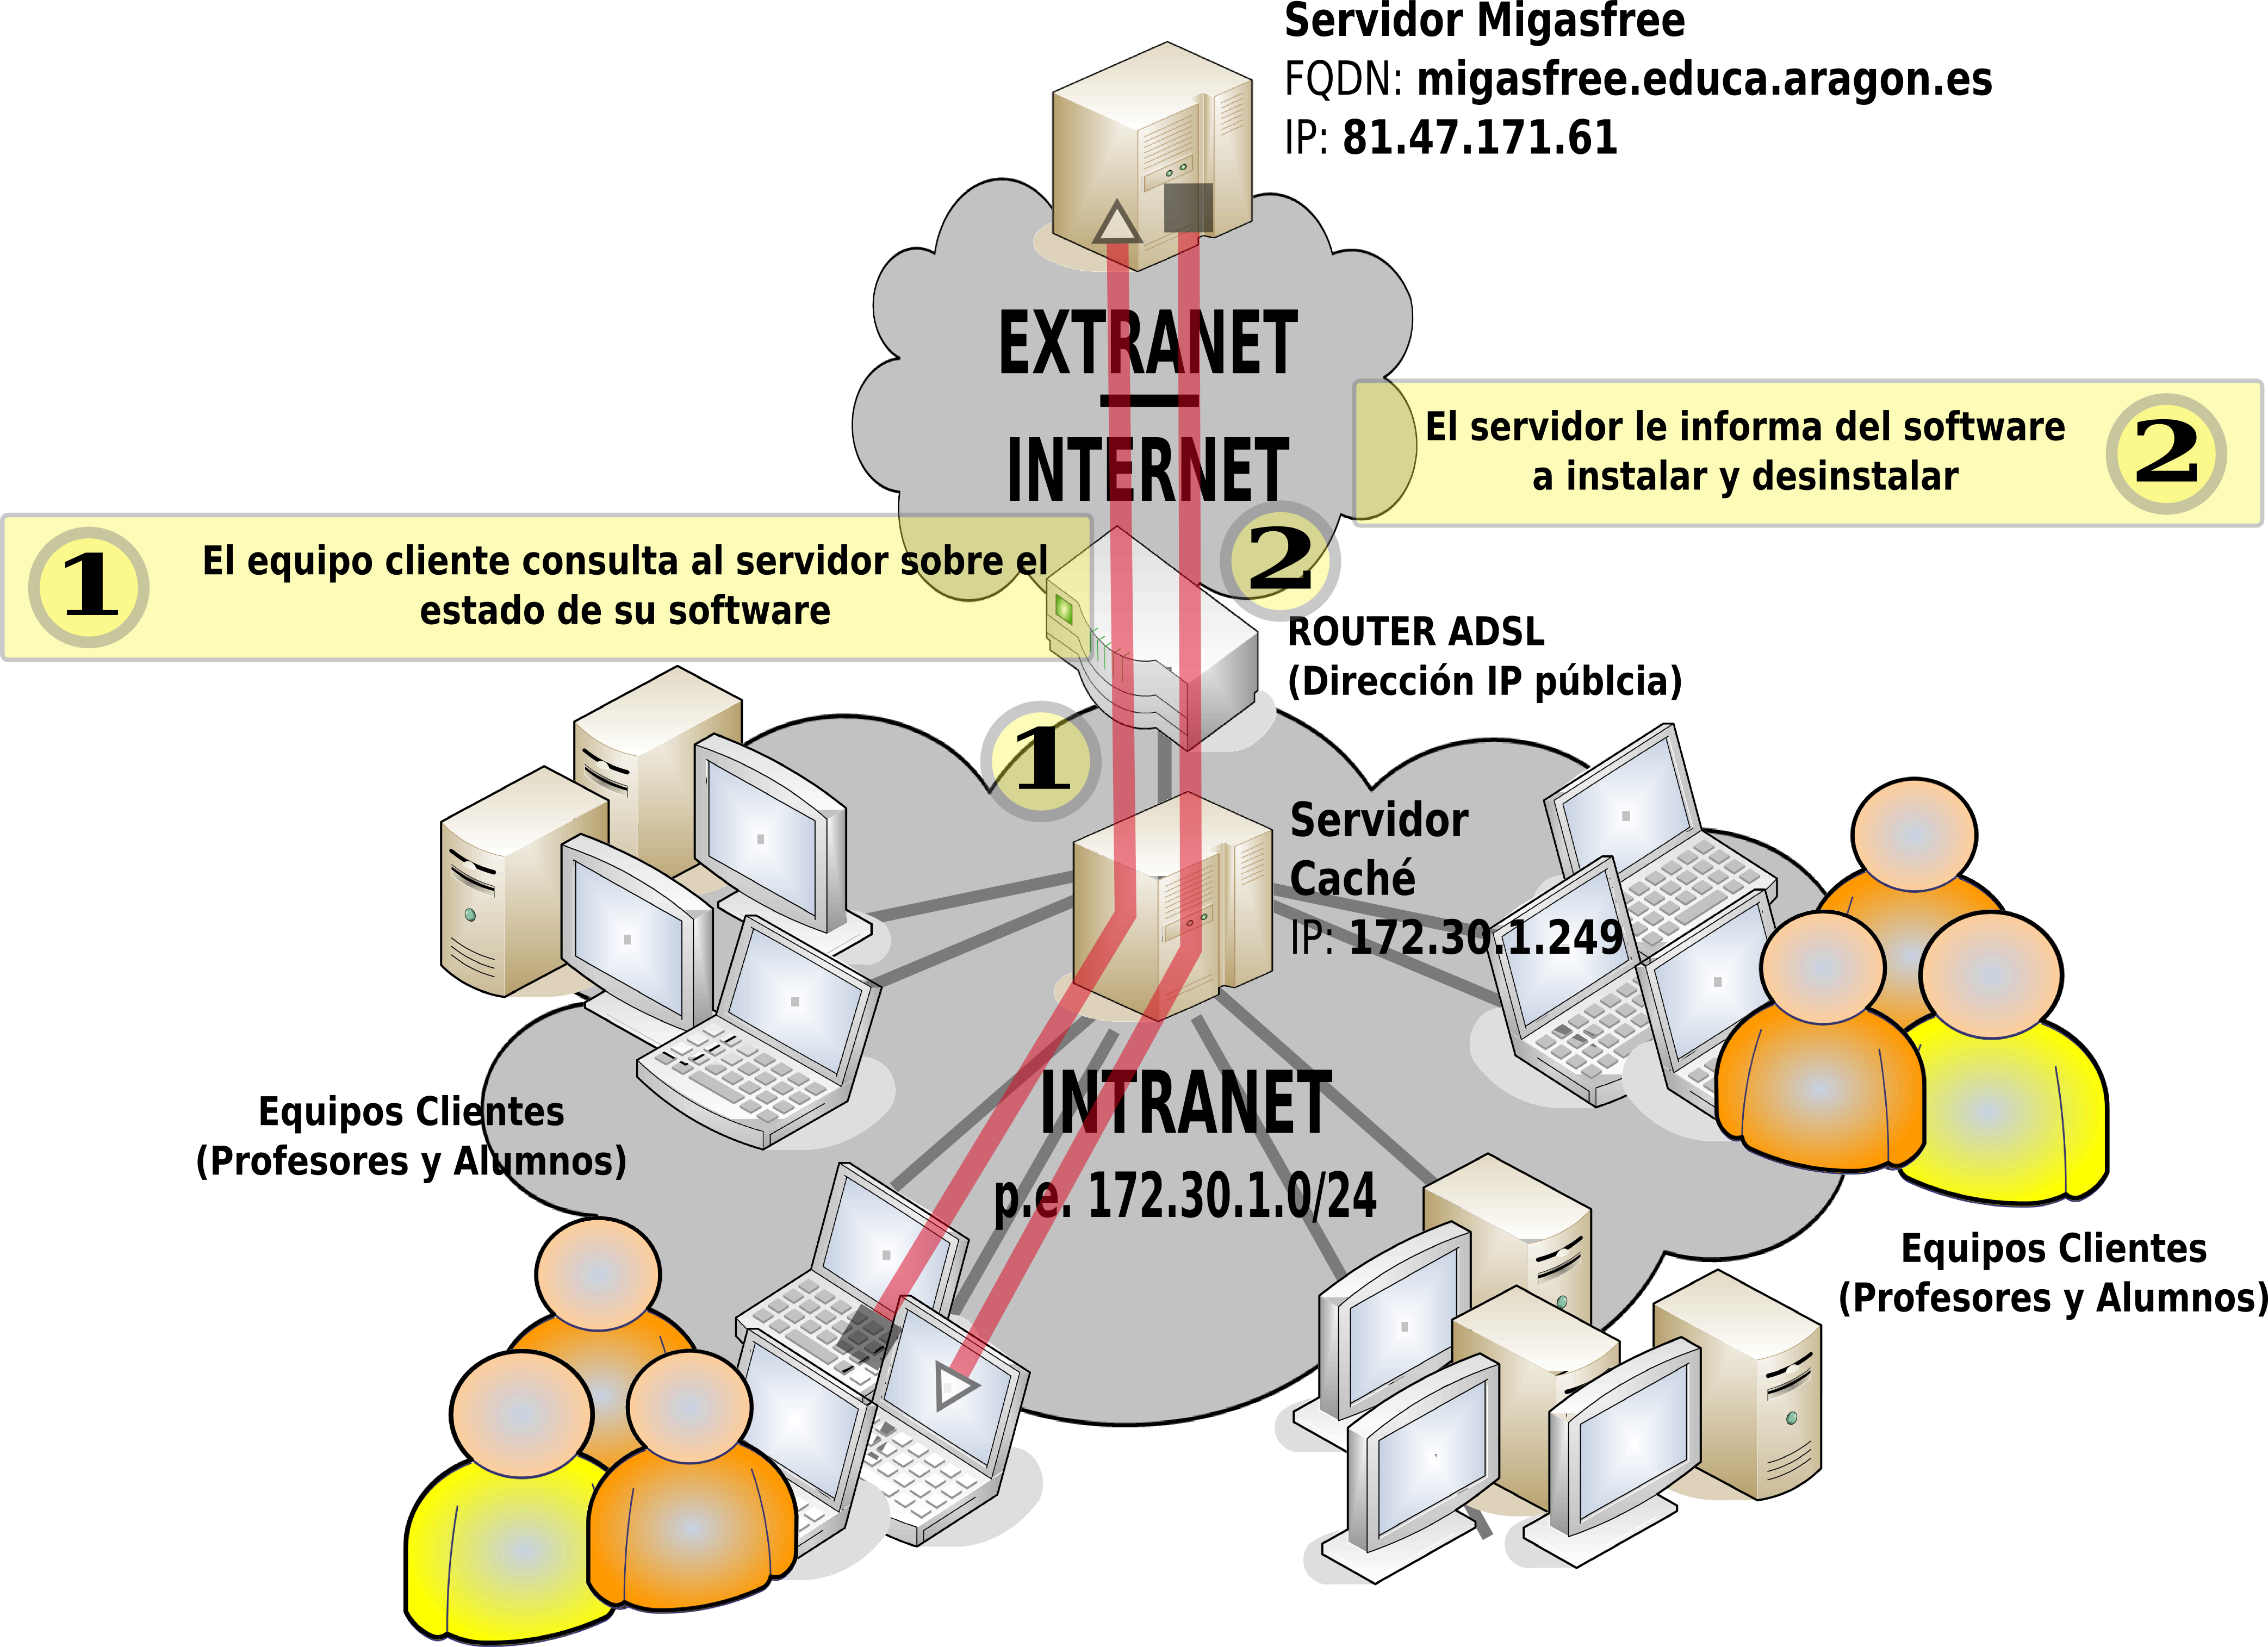 Servidor Migasfree
FQDN: migasfree.educa.aragon.es
IP: 81.47.171.61
EXTRANET
INTERNET
El servidor le informa del software
a instalar y desinstalar
2
1
El equipo cliente consulta al servidor sobre el
estado de su software
2
ROUTER ADSL
(Dirección IP públcia)
1
Servidor
Caché
IP: 172.30.1.249
INTRANET
p.e. 172.30.1.0/24
Equipos Clientes
(Profesores y Alumnos)
Equipos Clientes
(Profesores y Alumnos)